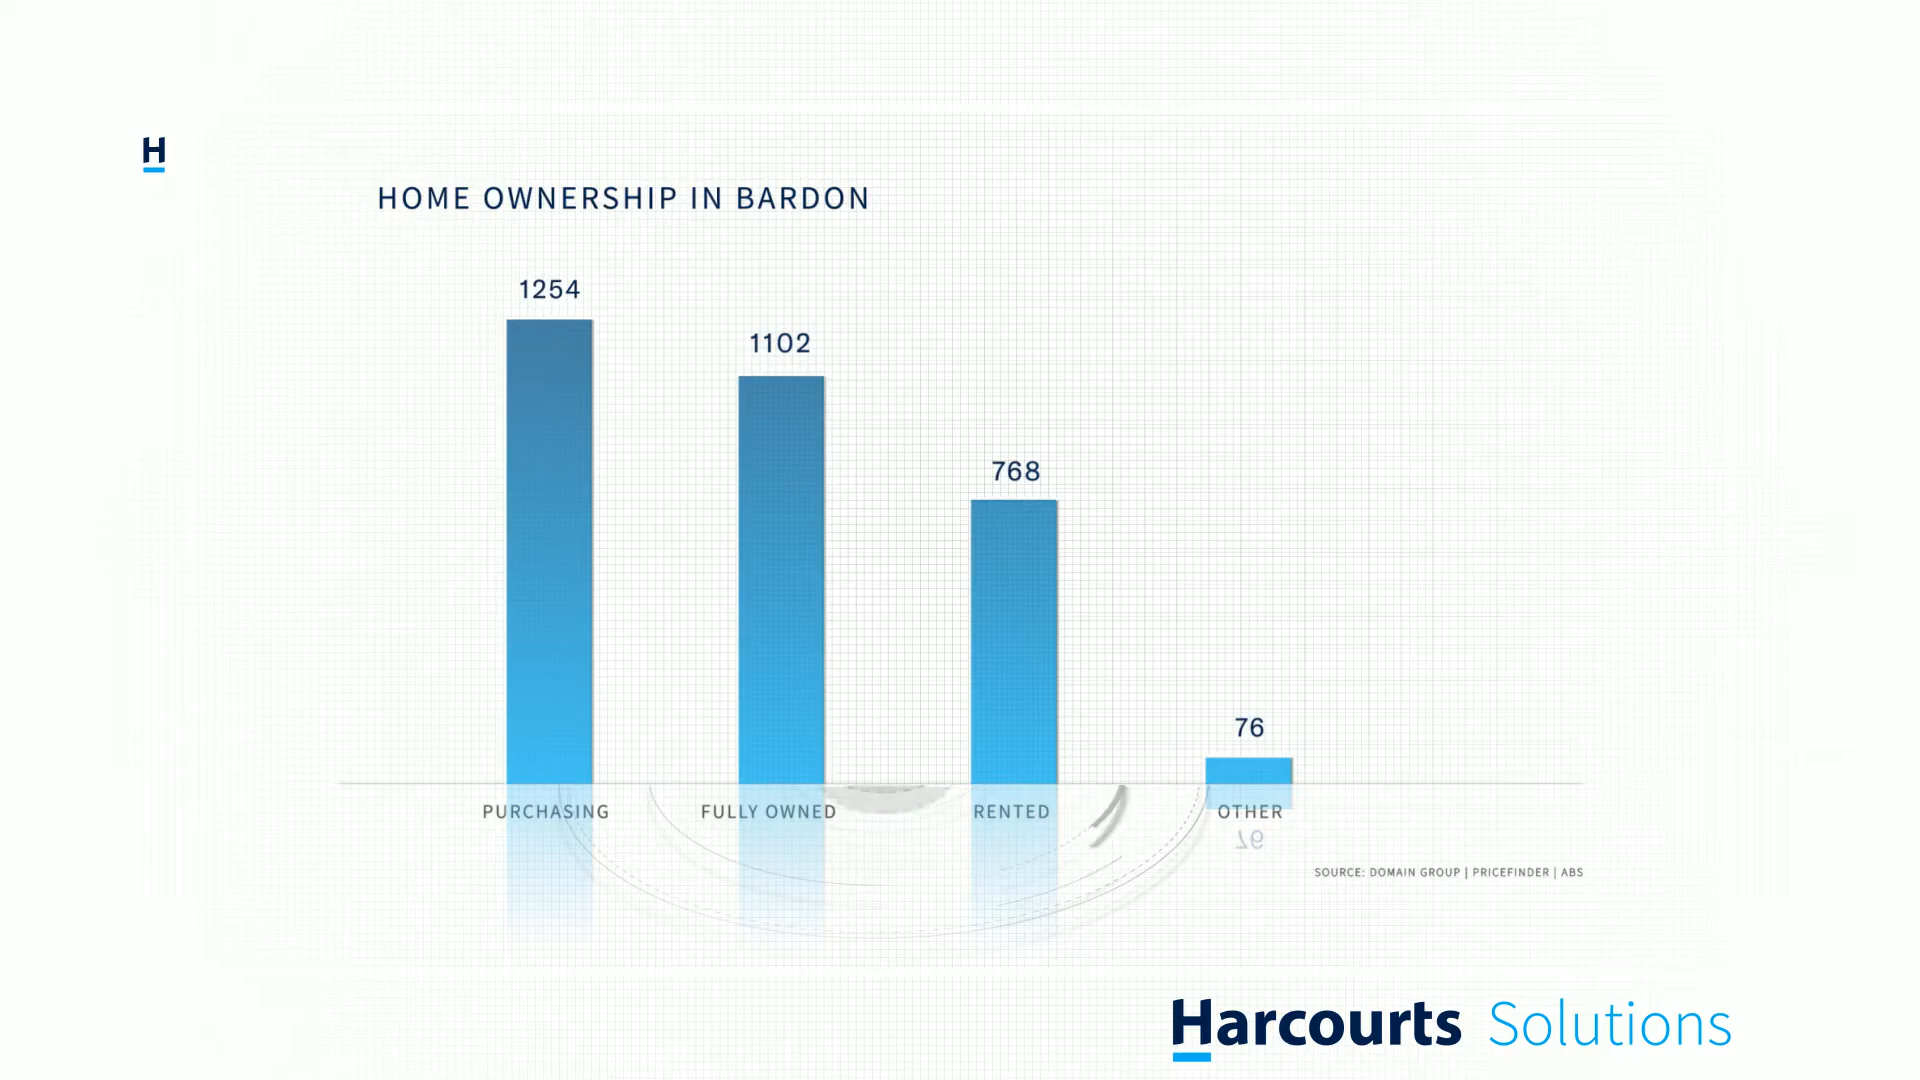 H
HOME OWNERSHIP IN BARDON
1254
1102
768
76
PURCHASING
FULLY OWNED
RENTED
OTHER
76
SOURCE: DOMAIN GROUP | PRICEFINDER | ABS
Harcourts Solutions